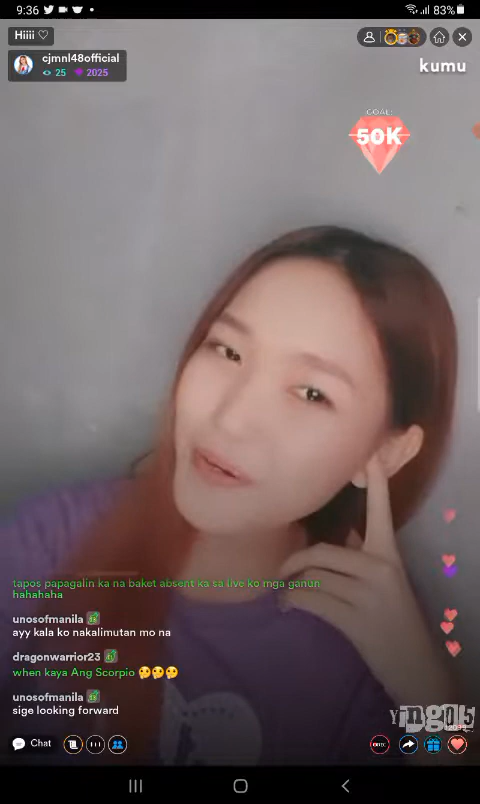 9:36
83%
Hiiii ♡
cjmnl48official
25 2025
kumu
GOAL:
50K
tapos papagalin ka na baket absent ka sa live ko mga ganun
hahahaha
unosofmanila
ayy kala ko nakalimutan mo na
dragonwarrior23
when kaya Ang Scorpio 🤔🤔🤔
unosofmanila
sige looking forward
Chat